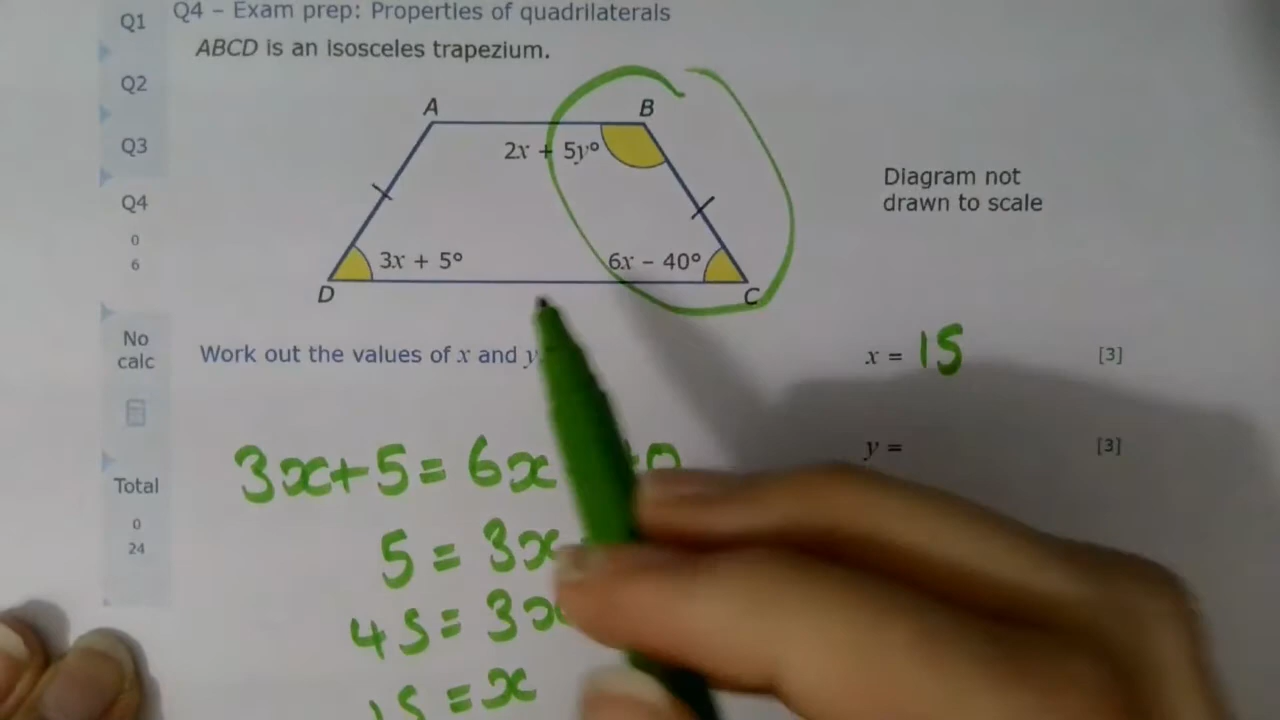 Q4 – Exam prep: Properties of quadrilaterals
Q1
ABCD is an isosceles trapezium.
Q2
A
B
Q3
2x + 5y°
Diagram not
drawn to scale
Q4
0
6
3x + 5°
6x – 40°
D
C
No
calc
Work out the values of x and y
x = 15
[3]
y =
[3]
3x+5=6x
Total
0
24
5 = 3x
45 = 3x
15 = x